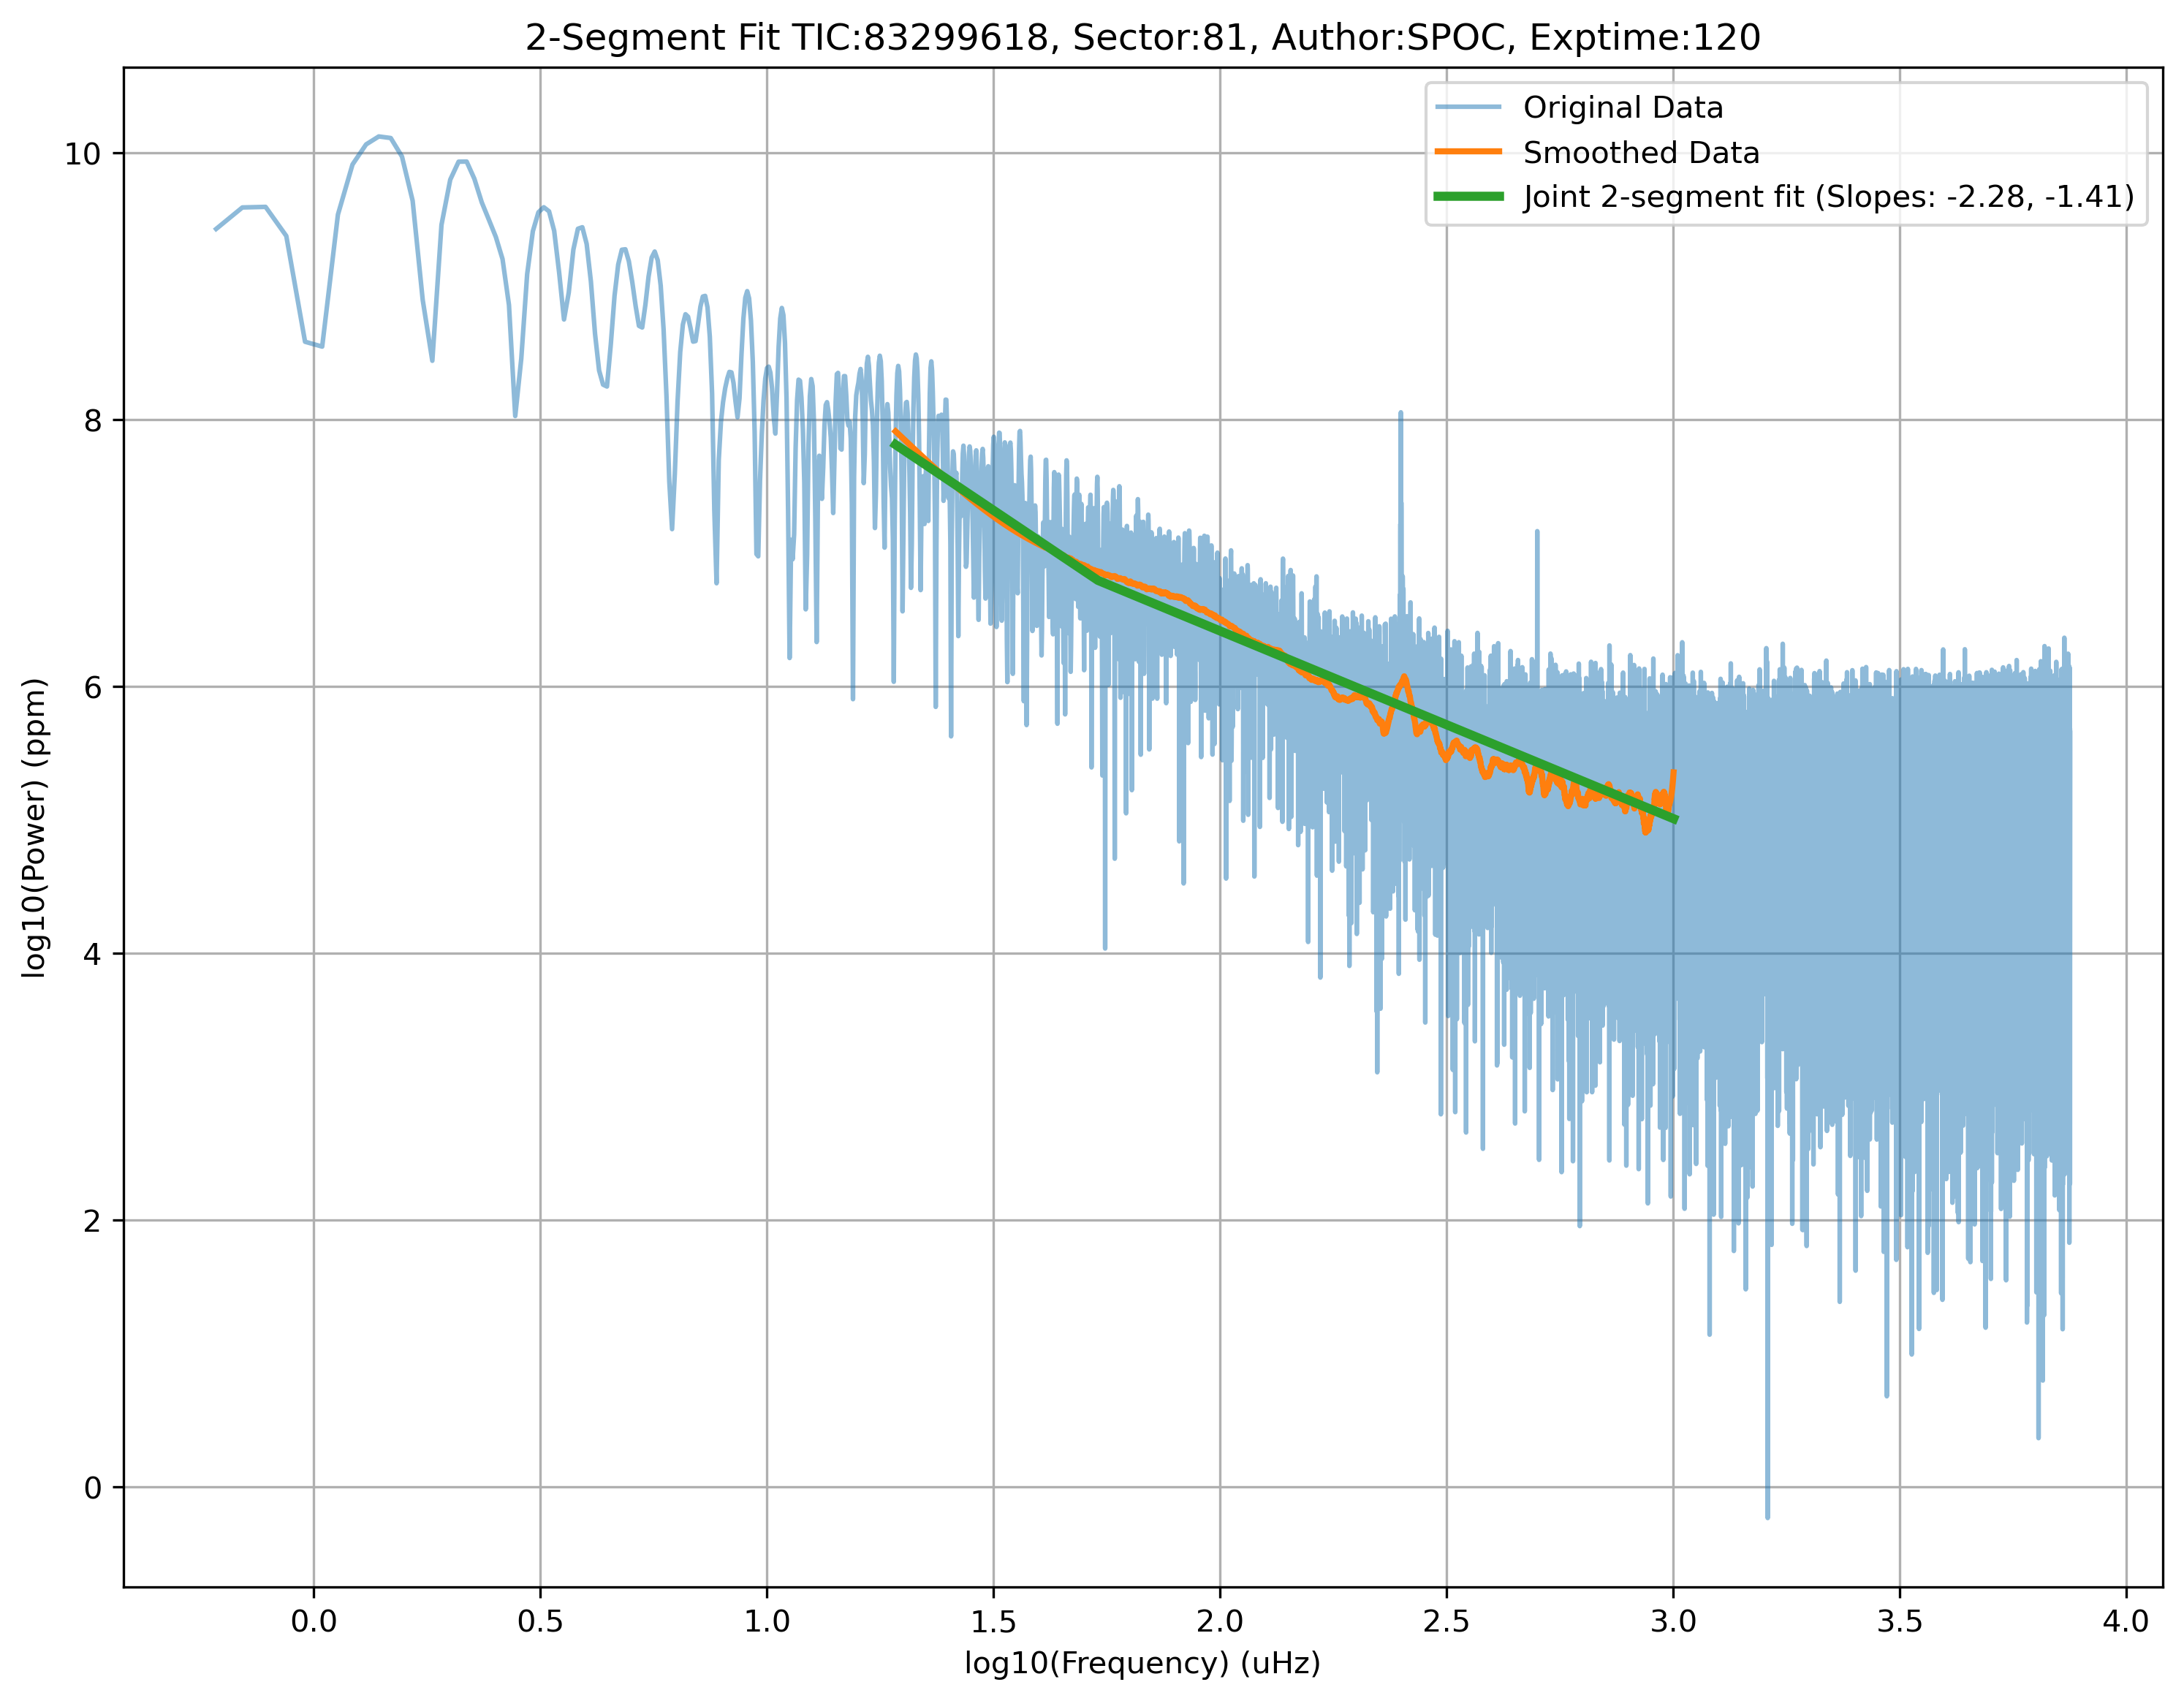 2-Segment Fit TIC:83299618, Sector:81, Author:SPOC, Exptime:120
Original Data
Smoothed Data
Joint 2-segment fit (Slopes: -2.28, -1.41)
log10(Power) (ppm)
10
8
6
4
2
0
0.0 0.5 1.0 1.5 2.0 2.5 3.0 3.5 4.0
log10(Frequency) (uHz)